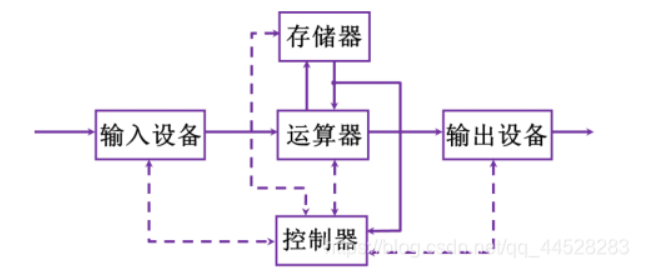 存储器
输入设备
运算器
输出设备
控制器
https://blog.csdn.net/qq_44528283